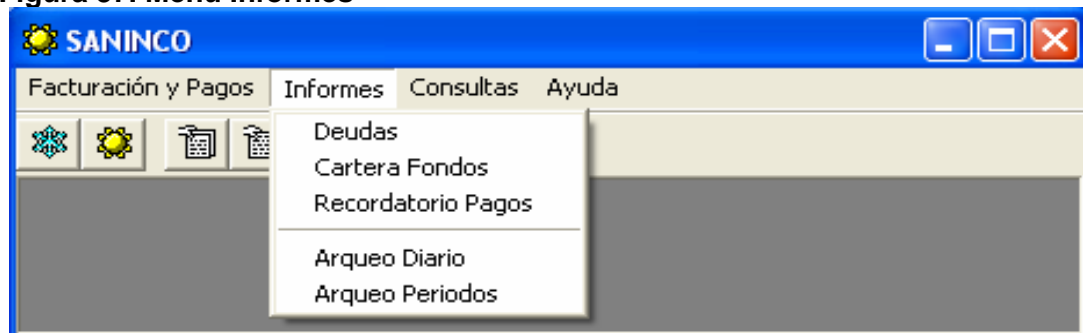 SANINCO
Facturación y Pagos Informes Consultas Ayuda
Deudas
Cartera Fondos
Recordatorio Pagos
Arqueo Diario
Arqueo Periodos